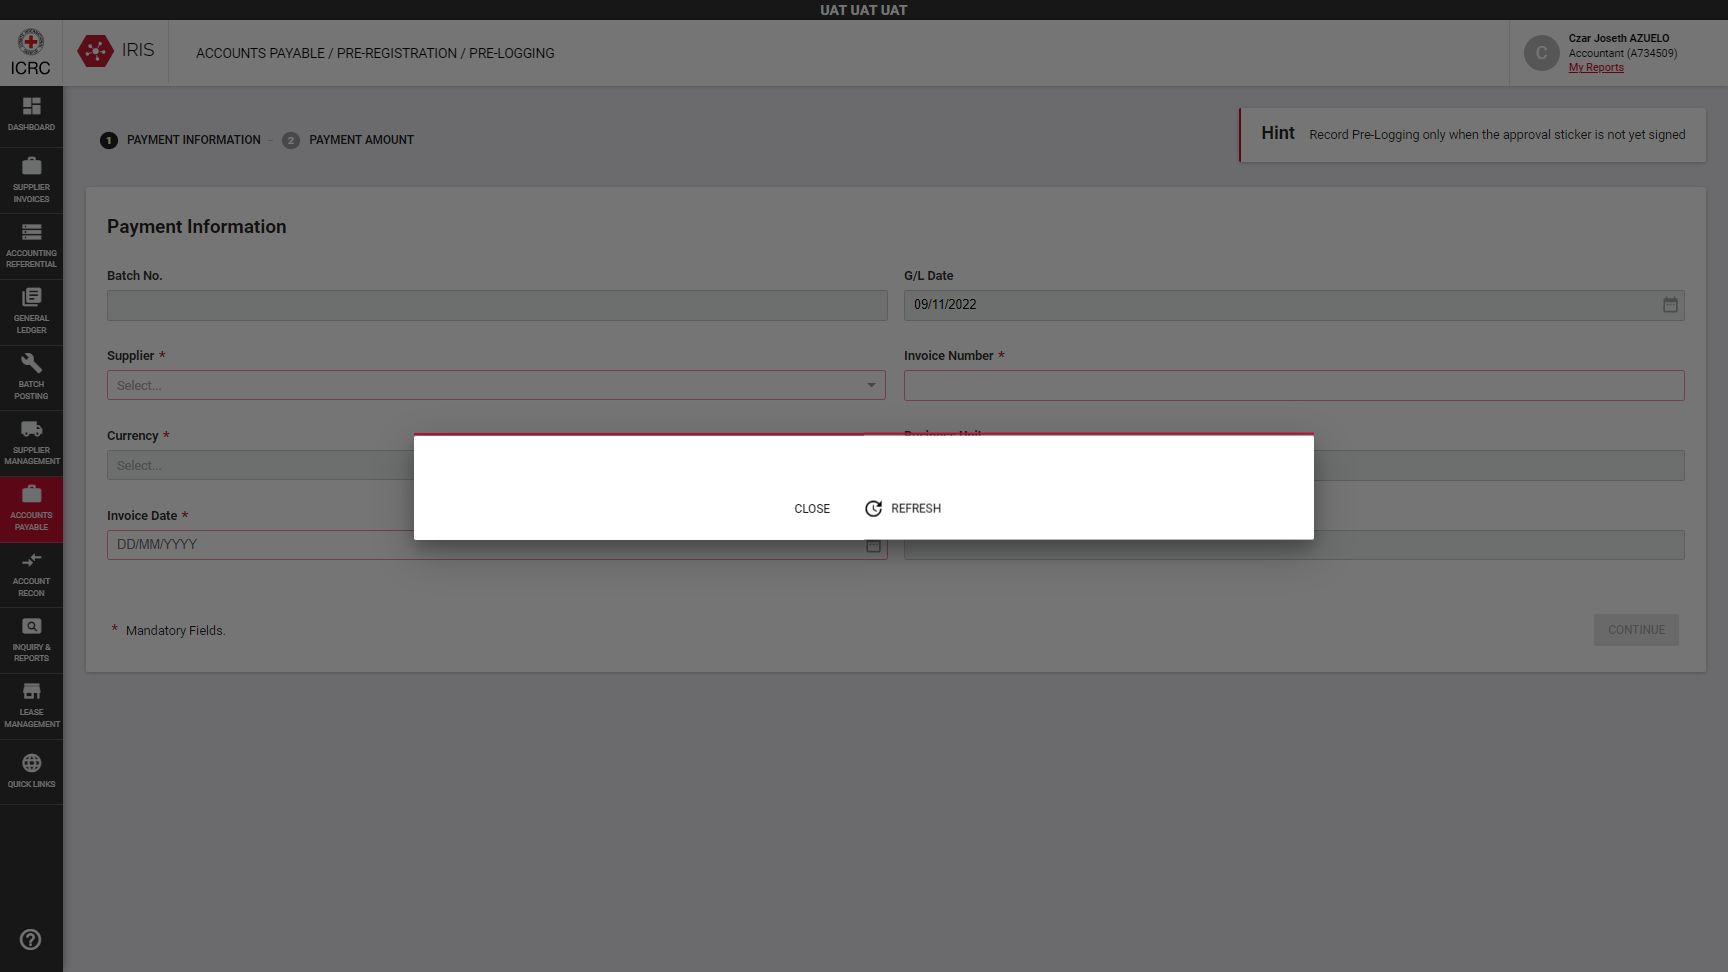 UAT UAT UAT
ICRC
IRIS
ACCOUNTS PAYABLE / PRE-REGISTRATION / PRE-LOGGING
C
Czar Joseth AZUELO
Accountant (A734509)
My Reports
DASHBOARD
SUPPLIER
INVOICES
ACCOUNTING
REFERENTIAL
GENERAL
LEDGER
BATCH
POSTING
SUPPLIER
MANAGEMENT
ACCOUNTS
PAYABLE
ACCOUNT
RECON
INQUIRY &
REPORTS
LEASE
MANAGEMENT
QUICK LINKS
1 PAYMENT INFORMATION - 2 PAYMENT AMOUNT
Hint Record Pre-Logging only when the approval sticker is not yet signed
Payment Information
Batch No.
G/L Date
09/11/2022
Supplier *
Select...
Invoice Number *
Currency *
Select...
Business Unit
Invoice Date *
DD/MM/YYYY
CLOSE
REFRESH
* Mandatory Fields.
CONTINUE